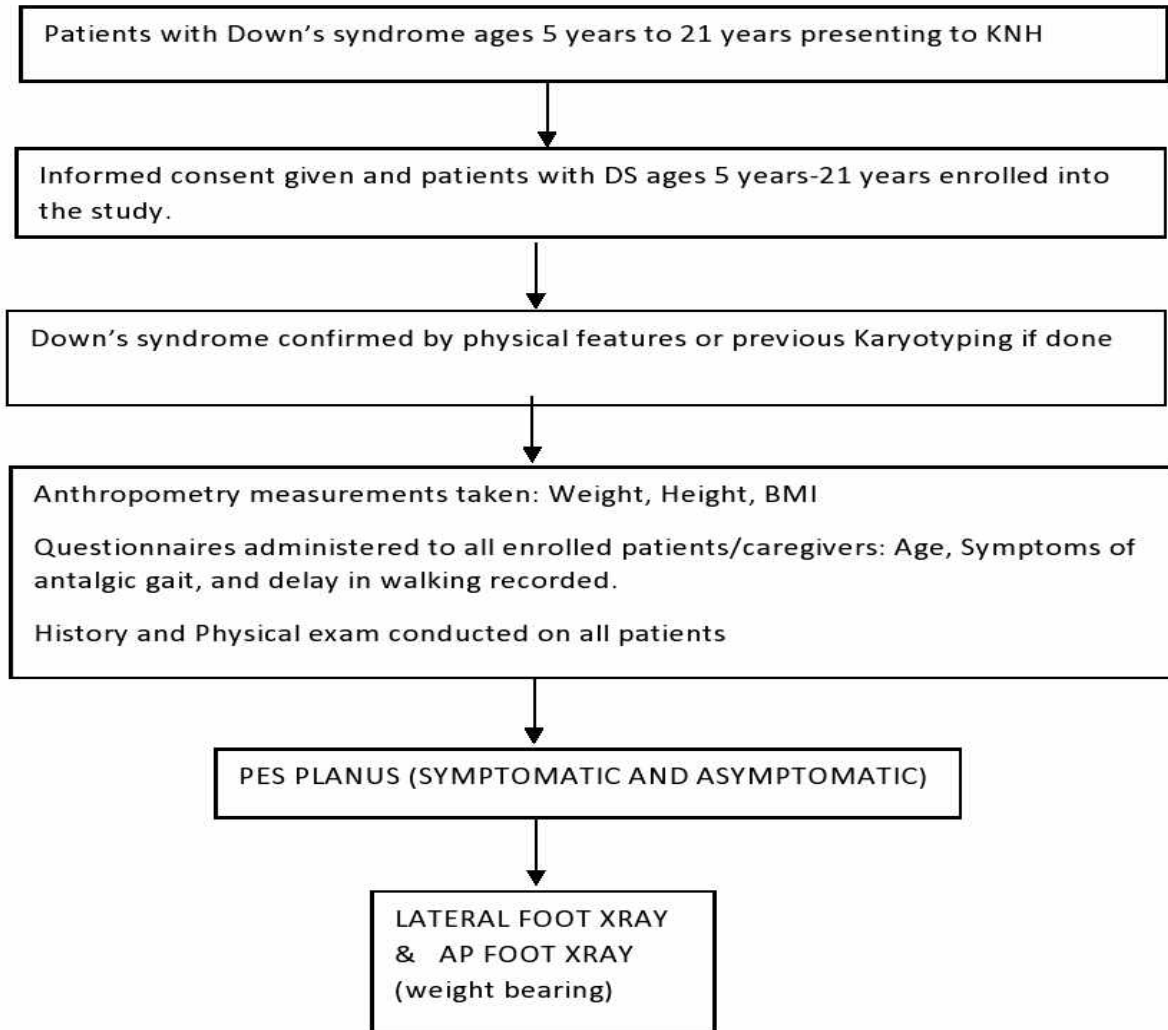 Patients with Down’s syndrome ages 5 years to 21 years presenting to KNH
Informed consent given and patients with DS ages 5 years-21 years enrolled into
the study.
Down’s syndrome confirmed by physical features or previous Karyotyping if done
Anthropometry measurements taken: Weight, Height, BMI
Questionnaires administered to all enrolled patients/caregivers: Age, Symptoms of
antalgic gait, and delay in walking recorded.
History and Physical exam conducted on all patients
PES PLANUS (SYMPTOMATIC AND ASYMPTOMATIC)
LATERAL FOOT XRAY
& AP FOOT XRAY
(weight bearing)